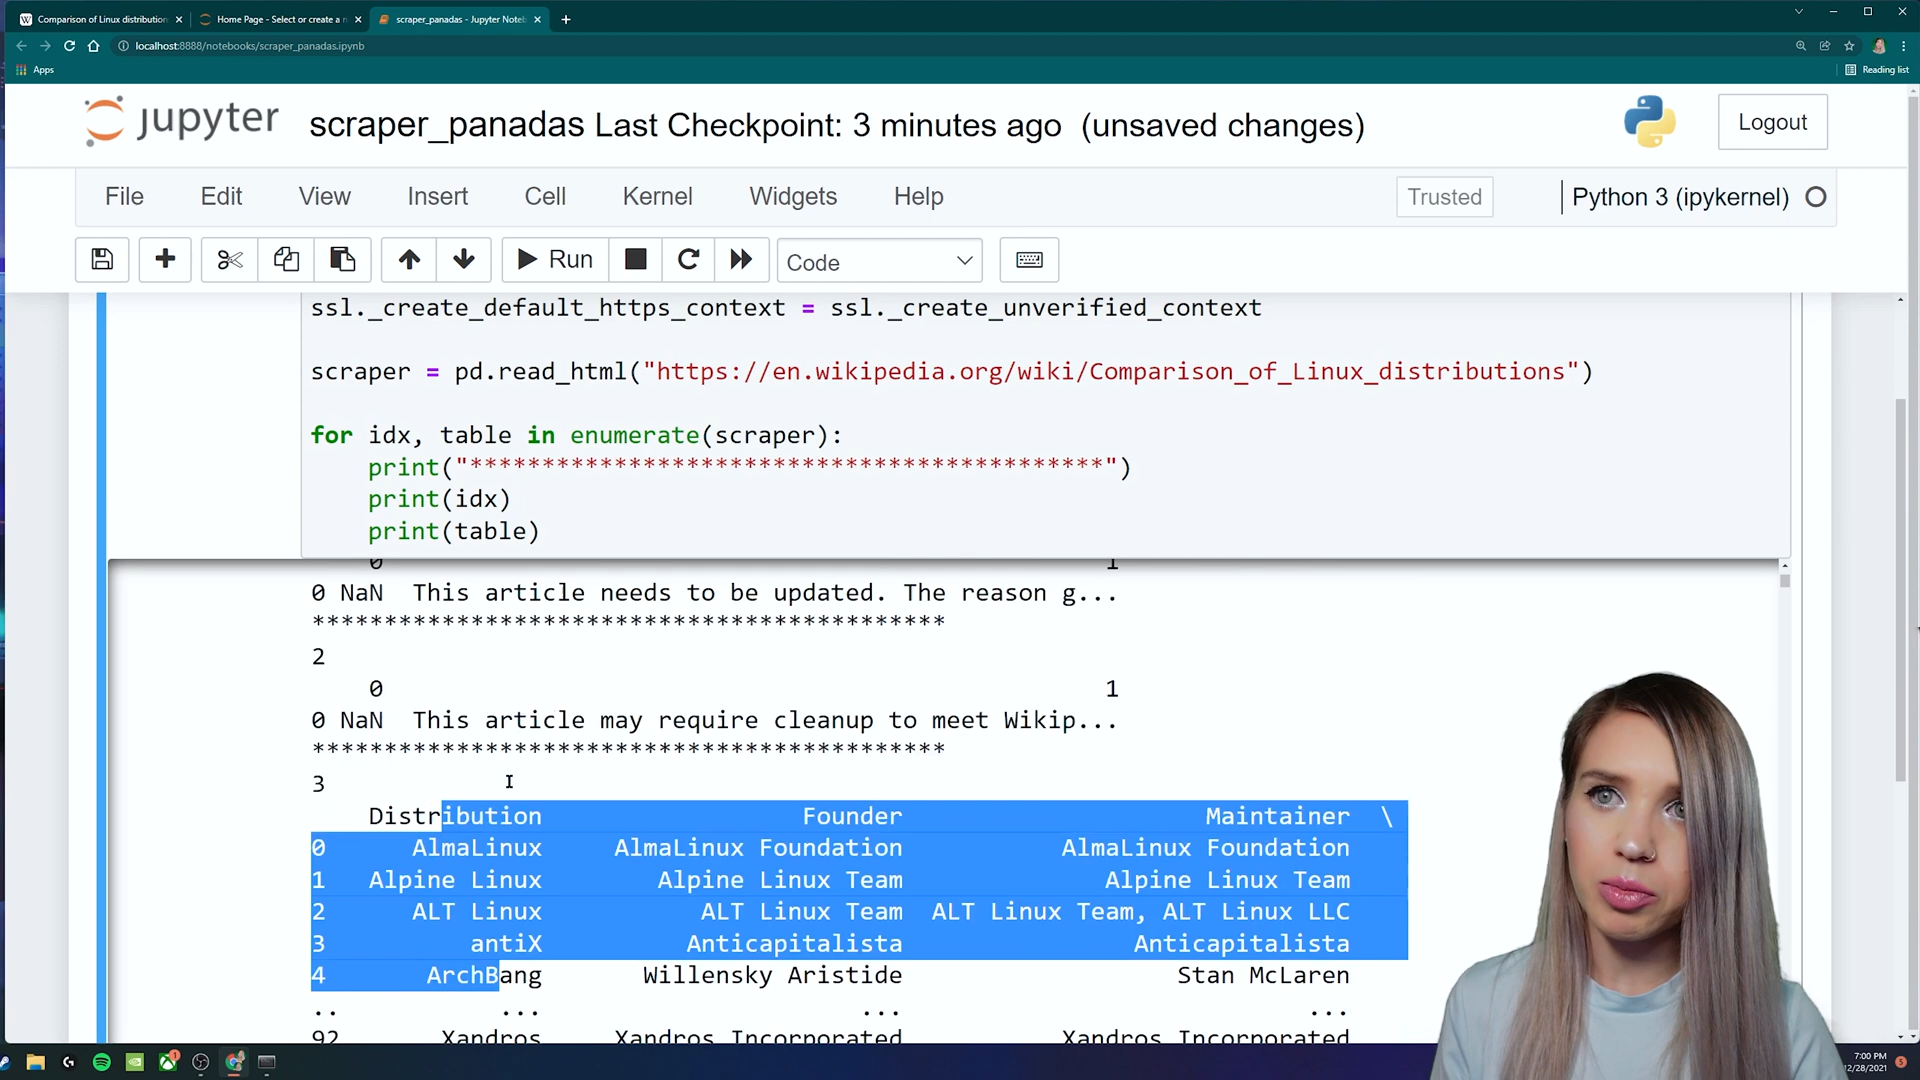 Comparison of Linux distribution
Home Page - Select or create a n
scraper_panadas - Jupyter Noteb
localhost:8888/notebooks/scraper_panadas.ipynb
Apps
Reading list
jupyter
scraper_panadas Last Checkpoint: 3 minutes ago (unsaved changes)
Logout
File Edit View Insert Cell Kernel Widgets Help
Trusted
Python 3 (ipykernel)
Run
Code
ssl._create_default_https_context = ssl._create_unverified_context
scraper = pd.read_html("https://en.wikipedia.org/wiki/Comparison_of_Linux_distributions")
for idx, table in enumerate(scraper):
print("********************************************")
print(idx)
print(table)
0 1
0 NaN This article needs to be updated. The reason g...
********************************************
2
0 1
0 NaN This article may require cleanup to meet Wikip...
********************************************
3
Distribution Founder Maintainer \
0 AlmaLinux AlmaLinux Foundation AlmaLinux Foundation
1 Alpine Linux Alpine Linux Team Alpine Linux Team
2 ALT Linux ALT Linux Team ALT Linux Team, ALT Linux LLC
3 antiX Anticapitalista Anticapitalista
4 ArchBang Willensky Aristide Stan McLaren
.. ... ... ...
92 Xandros Xandros Incorporated Xandros Incorporated
7:00 PM
12/28/2021